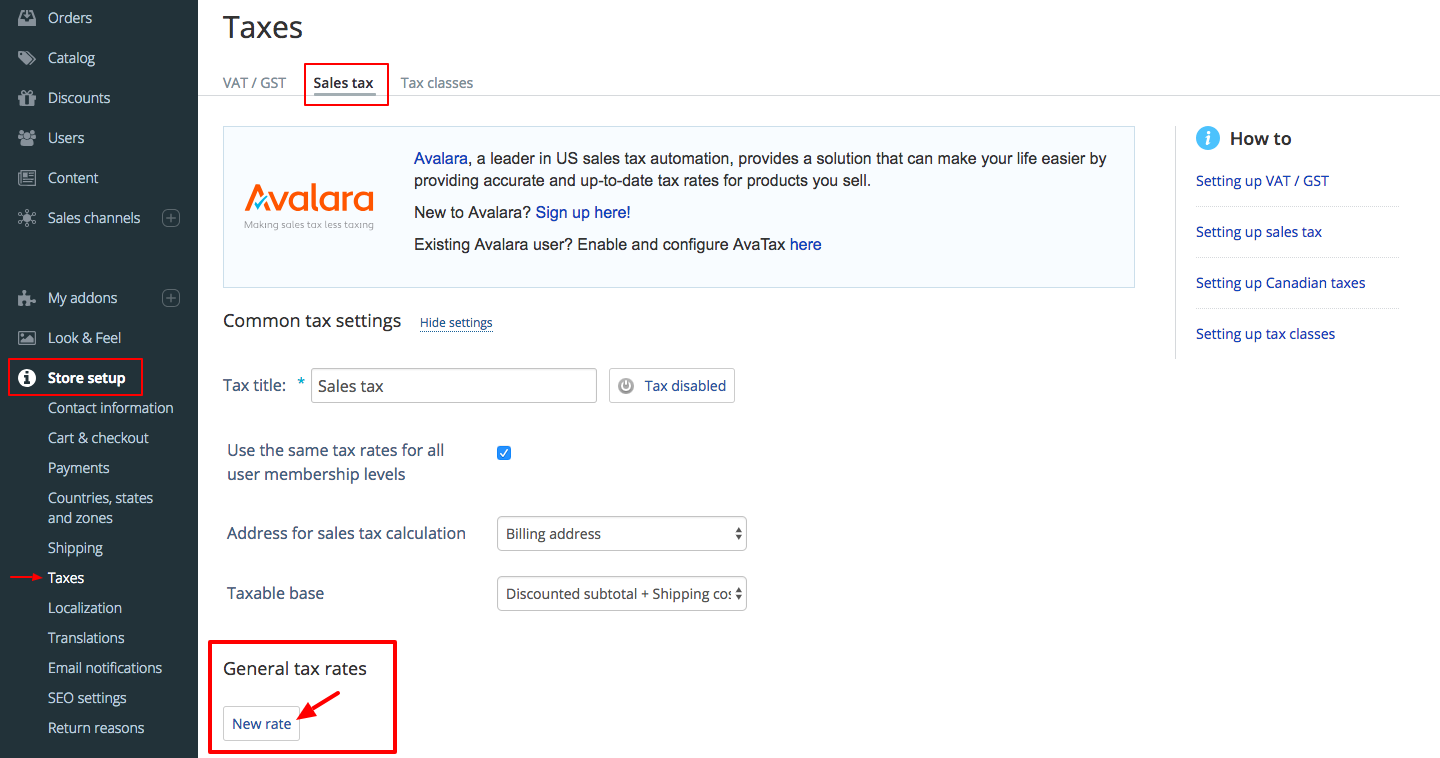 Orders
Catalog
Discounts
Users
Content
Sales channels
My addons
Look & Feel
Store setup
Contact information
Cart & checkout
Payments
Countries, states
and zones
Shipping
Taxes
Localization
Translations
Email notifications
SEO settings
Return reasons
Taxes
VAT / GST
Sales tax
Tax classes
Avalara
Making sales tax less taxing
Avalara, a leader in US sales tax automation, provides a solution that can make your life easier by
providing accurate and up-to-date tax rates for products you sell.
New to Avalara? Sign up here!
Existing Avalara user? Enable and configure AvaTax here
Common tax settings Hide settings
Tax title: * Sales tax Tax disabled
Use the same tax rates for all
user membership levels
Address for sales tax calculation Billing address
Taxable base Discounted subtotal + Shipping cos
General tax rates
New rate
How to
Setting up VAT / GST
Setting up sales tax
Setting up Canadian taxes
Setting up tax classes